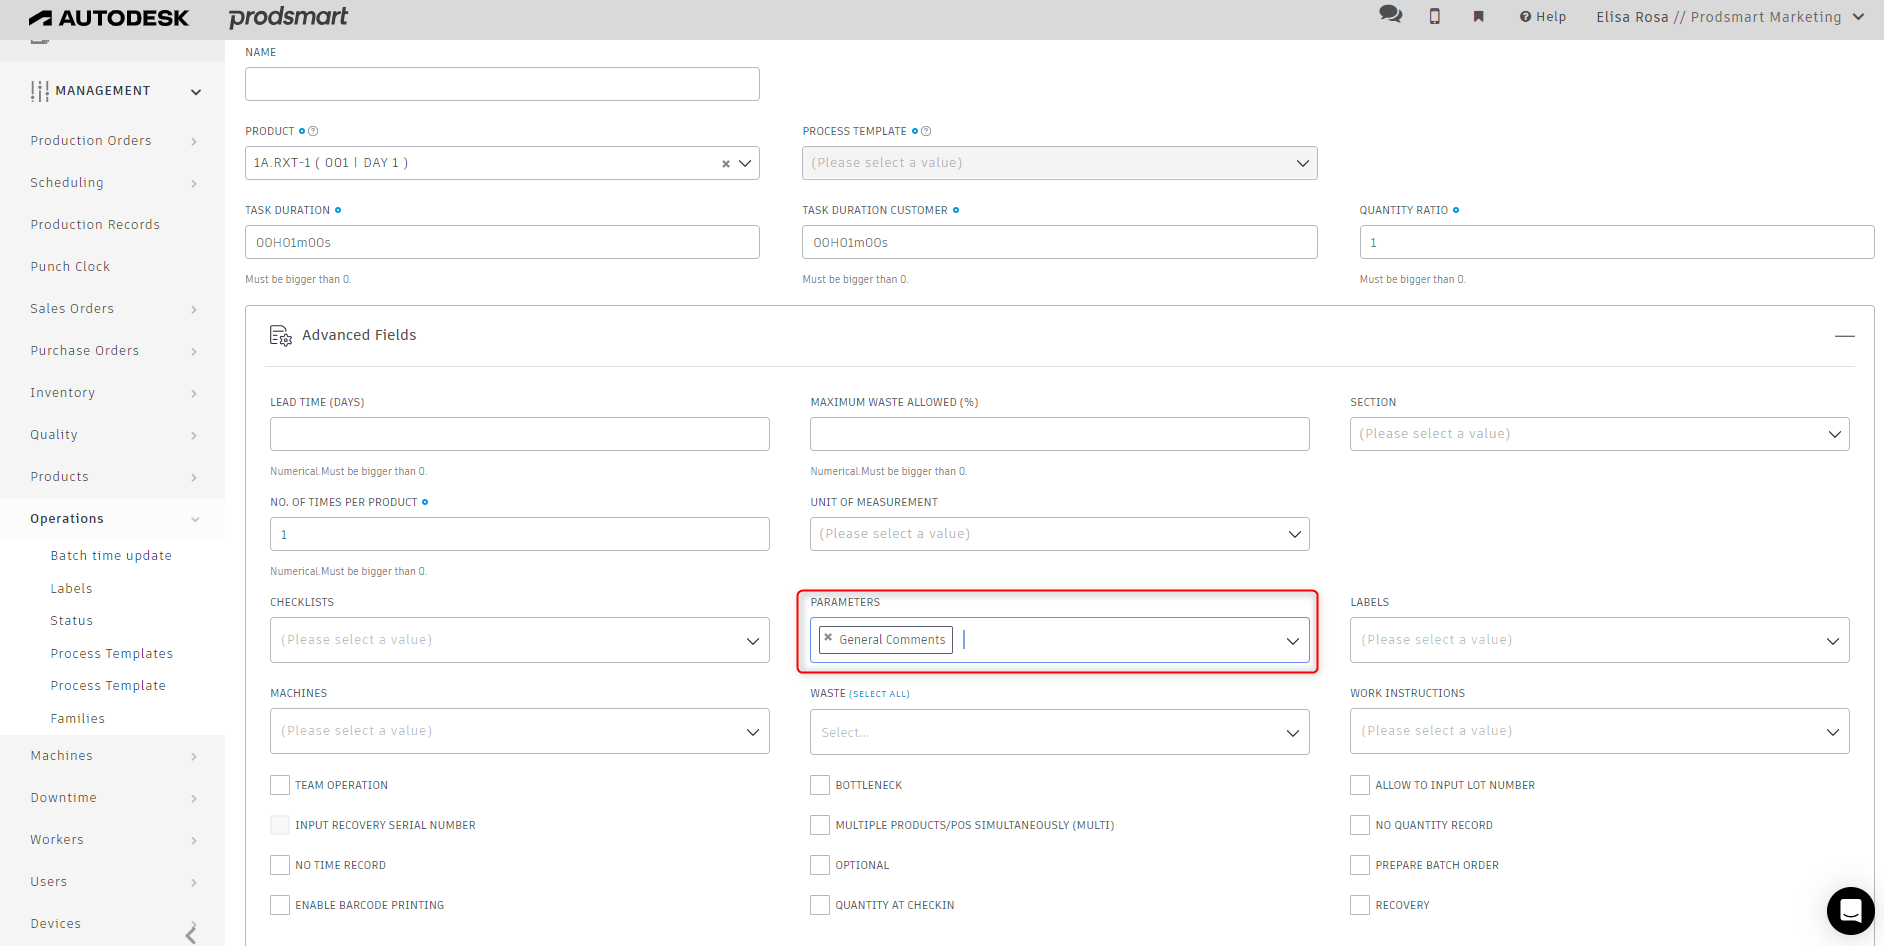 AUTODESK prodsmart
Help
Elisa Rosa // Prodsmart Marketing
MANAGEMENT
Production Orders
Scheduling
Production Records
Punch Clock
Sales Orders
Purchase Orders
Inventory
Quality
Products
Operations
Batch time update
Labels
Status
Process Templates
Process Template
Families
Machines
Downtime
Workers
Users
Devices
NAME
PRODUCT
PROCESS TEMPLATE
1A.RXT-1 ( 001 | DAY 1 )
(Please select a value)
TASK DURATION
TASK DURATION CUSTOMER
QUANTITY RATIO
00H01m00s
00H01m00s
1
Must be bigger than 0.
Must be bigger than 0.
Must be bigger than 0.
Advanced Fields
LEAD TIME (DAYS)
MAXIMUM WASTE ALLOWED (%)
SECTION
(Please select a value)
Numerical.Must be bigger than 0.
Numerical.Must be bigger than 0.
NO. OF TIMES PER PRODUCT
UNIT OF MEASUREMENT
1
(Please select a value)
Numerical.Must be bigger than 0.
CHECKLISTS
PARAMETERS
LABELS
(Please select a value)
General Comments
(Please select a value)
MACHINES
WASTE (SELECT ALL)
WORK INSTRUCTIONS
(Please select a value)
Select...
(Please select a value)
TEAM OPERATION
BOTTLENECK
ALLOW TO INPUT LOT NUMBER
INPUT RECOVERY SERIAL NUMBER
MULTIPLE PRODUCTS/POS SIMULTANEOUSLY (MULTI)
NO QUANTITY RECORD
NO TIME RECORD
OPTIONAL
PREPARE BATCH ORDER
ENABLE BARCODE PRINTING
QUANTITY AT CHECKIN
RECOVERY